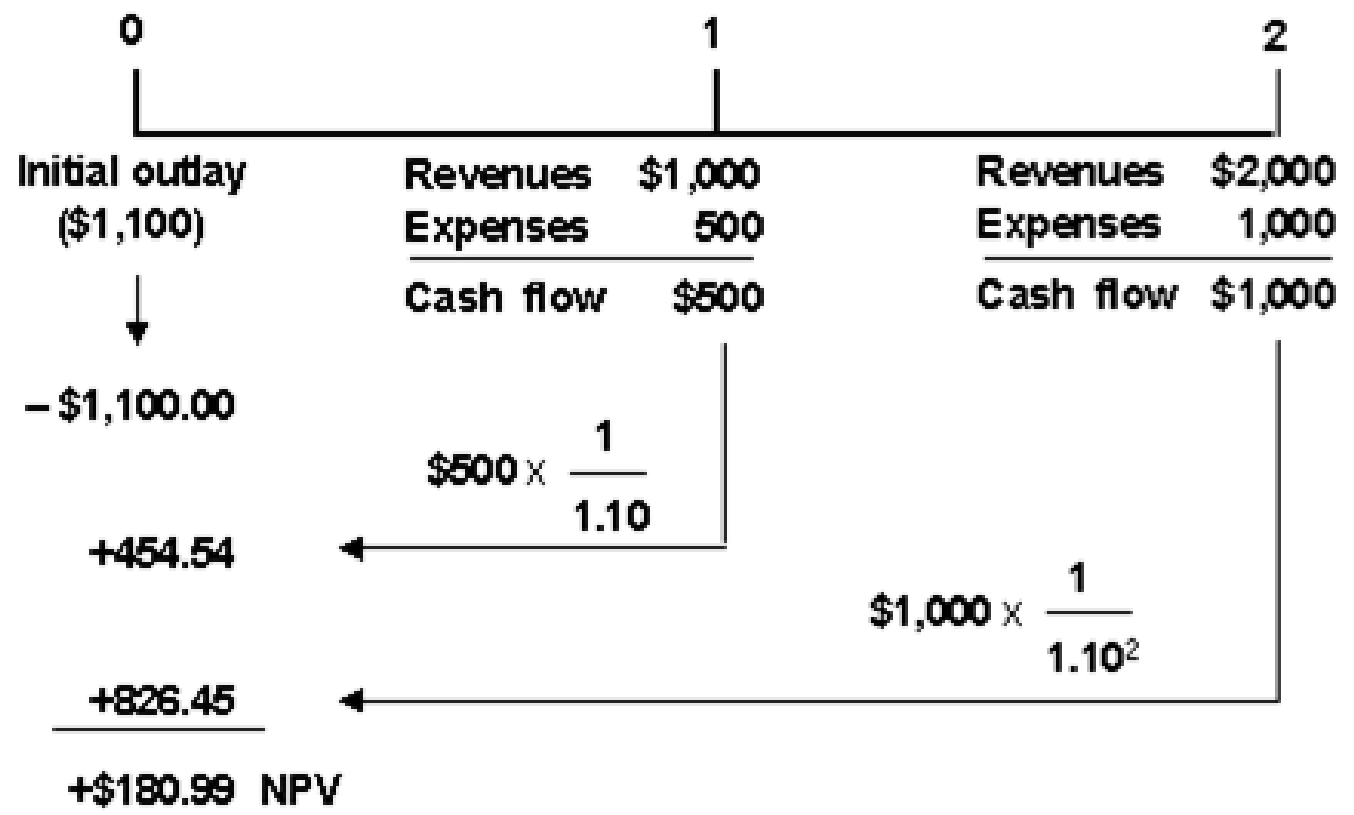 0 1 2
Initial outlay Revenues $1,000 Revenues $2,000
($1,100) Expenses 500 Expenses 1,000
Cash flow $500 Cash flow $1,000
– $1,100.00
$500 x 1
1.10
+454.54
$1,000 x 1
1.10²
+826.45
+$180.99 NPV